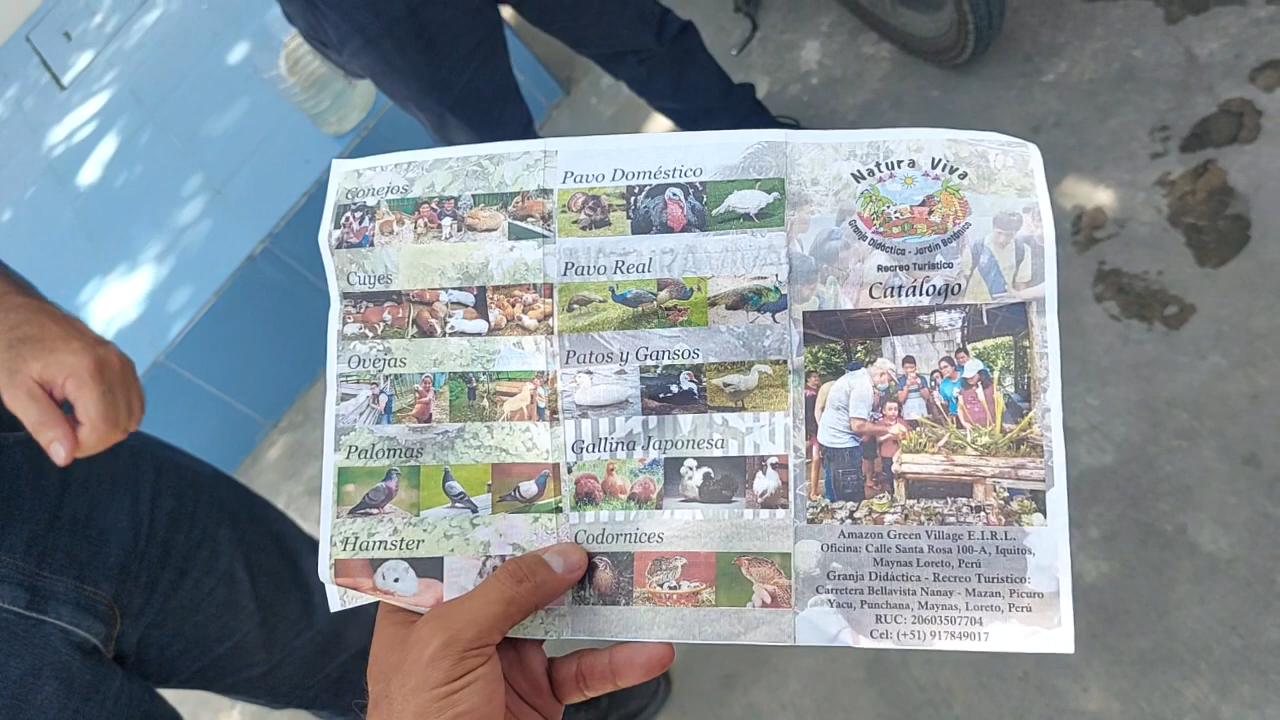 Conejos
Cuyes
Ovejas
Palomas
Hamster
Pavo Doméstico
Pavo Real
Patos y Gansos
Gallina Japonesa
Codornices
Natura Viva
Granja Didáctica - Jardín Botánico
Recreo Turístico
Catálogo
Amazon Green Village E.I.R.L.
Oficina: Calle Santa Rosa 100-A, Iquitos,
Maynas Loreto, Perú
Granja Didáctica - Recreo Turistico:
Carretera Bellavista Nanay - Mazan, Picuro
Yacu, Punchana, Maynas, Loreto, Perú
RUC: 20603507704
Cel: (+51) 917849017